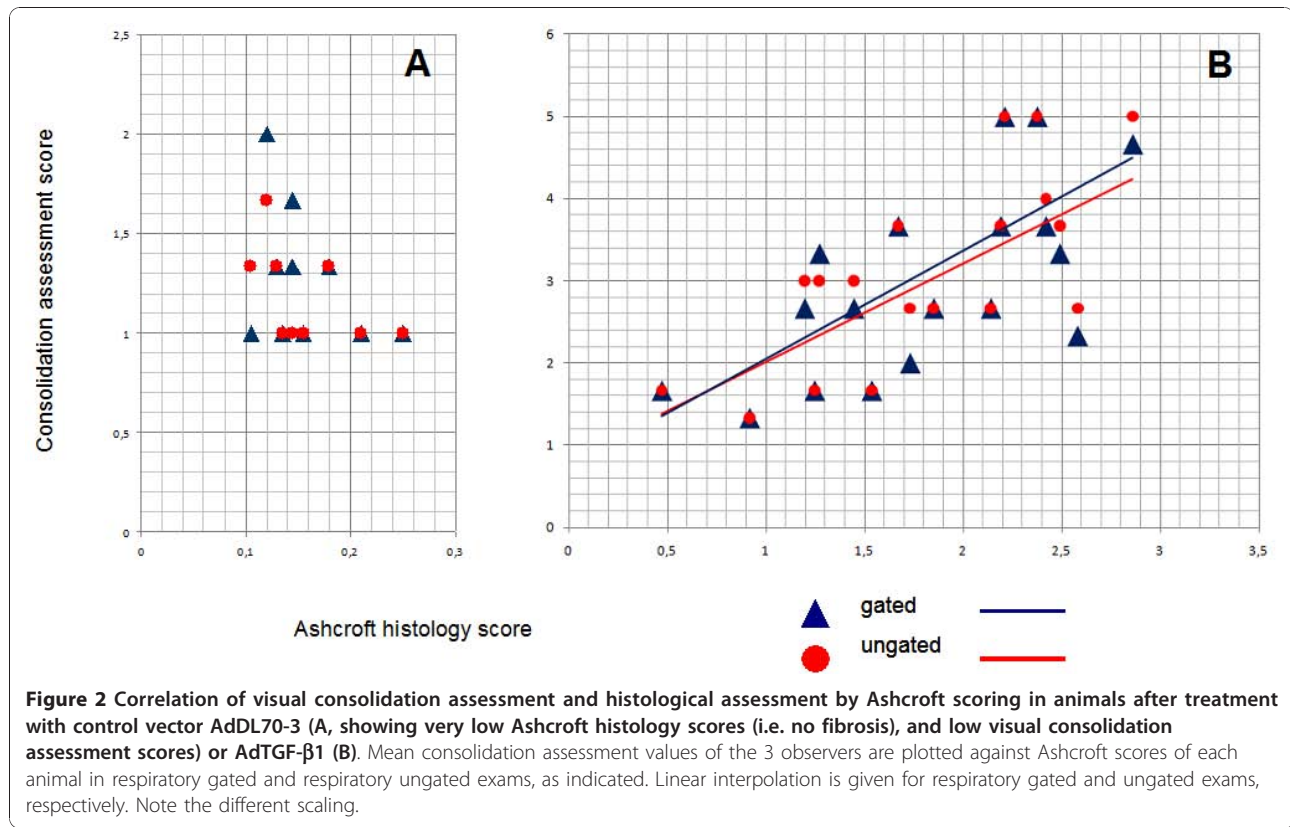 2,5
2
1,5
1
0,5
0
0
0,1
0,2
0,3
A
Consolidation assessment score
6
5
4
3
2
1
0
0
0,5
1
1,5
2
2,5
3
3,5
B
Ashcroft histology score
gated
ungated
Figure 2 Correlation of visual consolidation assessment and histological assessment by Ashcroft scoring in animals after treatment
with control vector AdDL70-3 (A, showing very low Ashcroft histology scores (i.e. no fibrosis), and low visual consolidation
assessment scores) or AdTGF-β1 (B). Mean consolidation assessment values of the 3 observers are plotted against Ashcroft scores of each
animal in respiratory gated and respiratory ungated exams, as indicated. Linear interpolation is given for respiratory gated and ungated exams,
respectively. Note the different scaling.